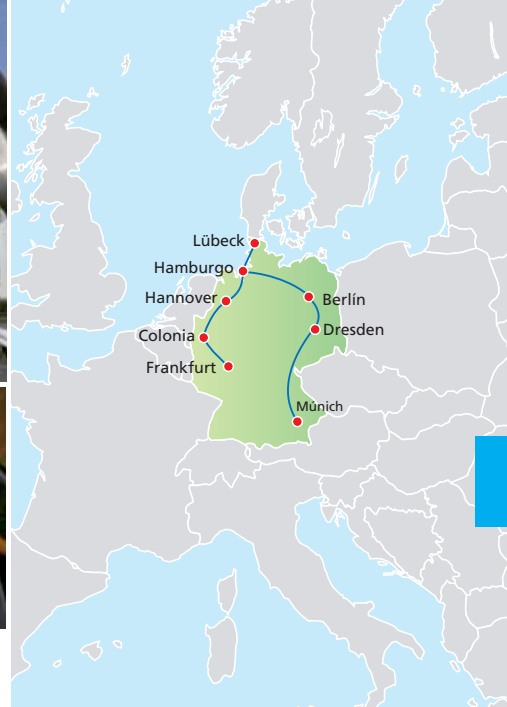 Lübeck
Hamburgo
Hannover
Berlín
Dresden
Colonia
Frankfurt
Múnich